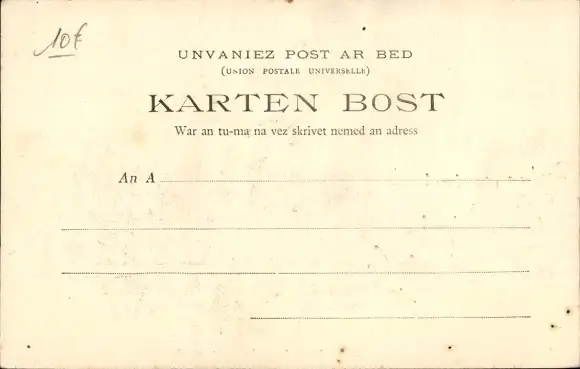 10€
UNVANIEZ POST AR BED
(UNION POSTALE UNIVERSELLE)
KARTEN BOST
War an tu-ma na vez skrivet nemed an adress
An A